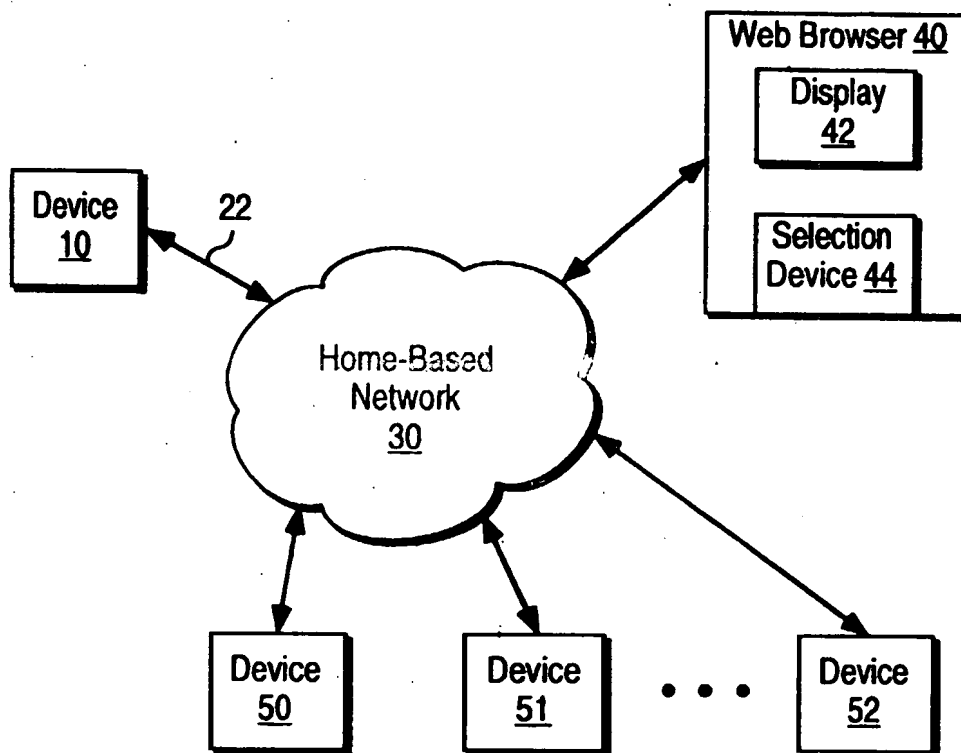 Web Browser 40
Display
42
Selection
Device 44
Device
10
22
Home-Based
Network
30
Device
50
Device
51
Device
52